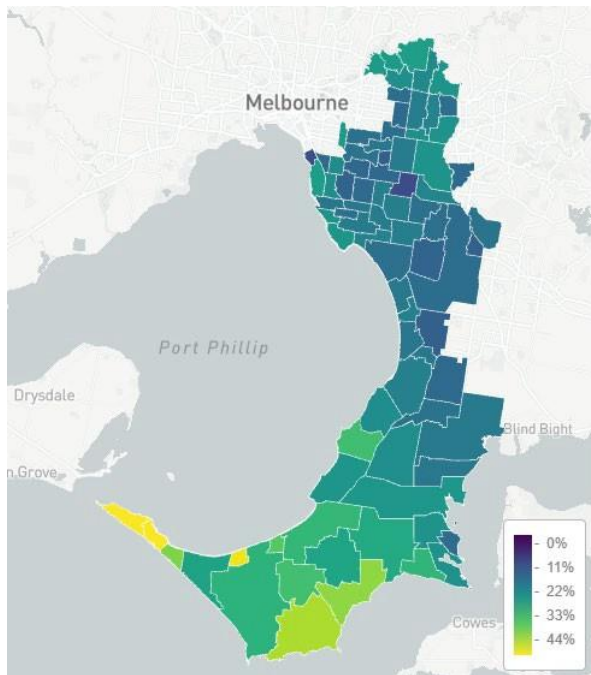 Melbourne
Port Phillip
Drysdale
n Grove
Blind Bight
Cowes
- 0%
- 11%
- 22%
- 33%
- 44%